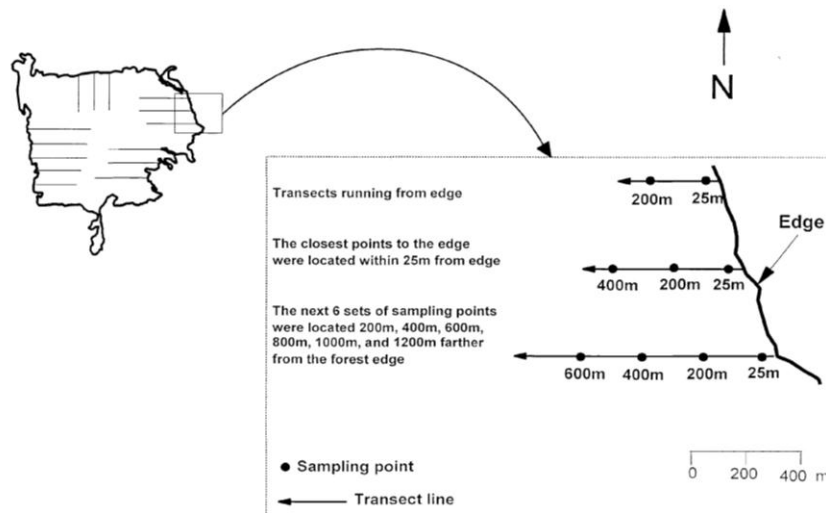 N
Transects running from edge
200m 25m
Edge
The closest points to the edge
were located within 25m from edge
400m 200m 25m
The next 6 sets of sampling points
were located 200m, 400m, 600m,
800m, 1000m, and 1200m farther
from the forest edge
600m 400m 200m 25m
Sampling point
Transect line
0 200 400 m